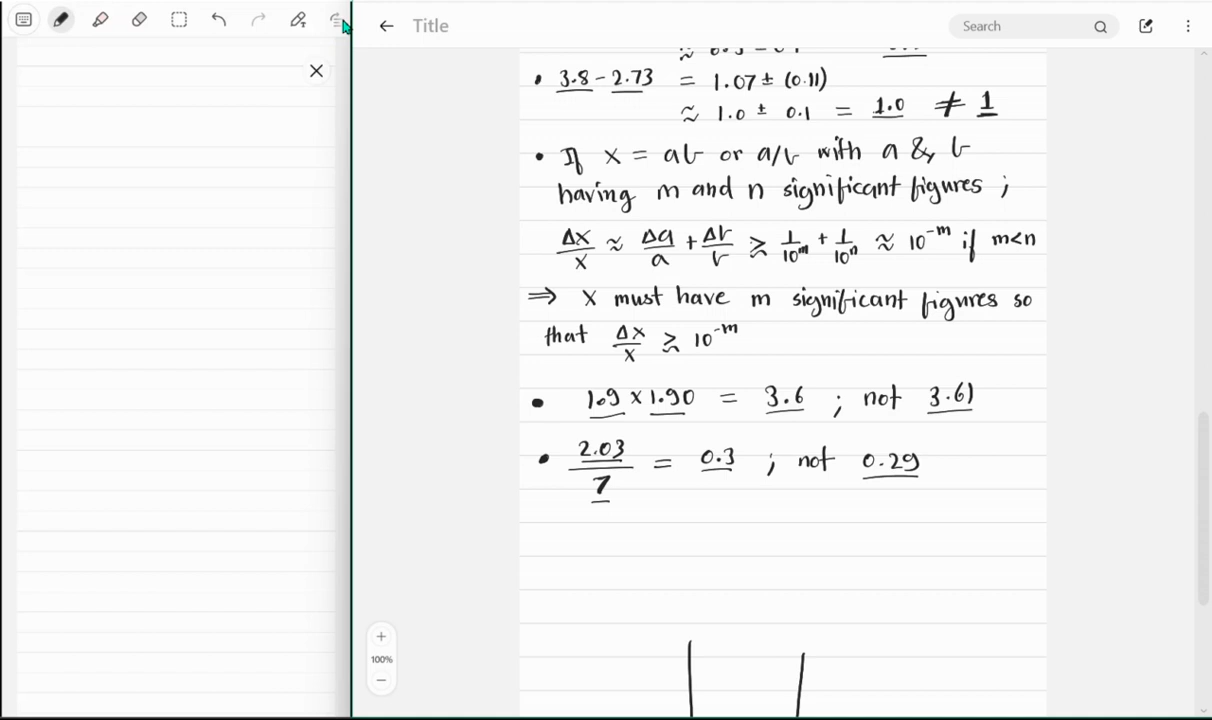 Title
Search
• 3.8 - 2.73 = 1.07 ± (0.11)
≈ 1.0 ± 0.1 = 1.0 ≠ 1
• If x = ab or a/b with a & b
having m and n significant figures ;
Δx/x ≈ Δa/a + Δb/b ≳ 1/10^m + 1/10^n ≈ 10^-m if m<n
⇒ x must have m significant figures so
that Δx/x ≳ 10^-m
• 1.9 x 1.90 = 3.6 ; not 3.61
• 2.03/7 = 0.3 ; not 0.29
100%